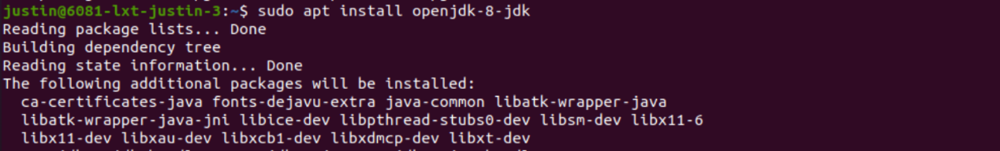 justin@6081-lxt-justin-3:~$ sudo apt install openjdk-8-jdk
Reading package lists... Done
Building dependency tree
Reading state information... Done
The following additional packages will be installed:
  ca-certificates-java fonts-dejavu-extra java-common libatk-wrapper-java
  libatk-wrapper-java-jni libice-dev libpthread-stubs0-dev libsm-dev libx11-6
  libx11-dev libxau-dev libxcb1-dev libxdmcp-dev libxt-dev